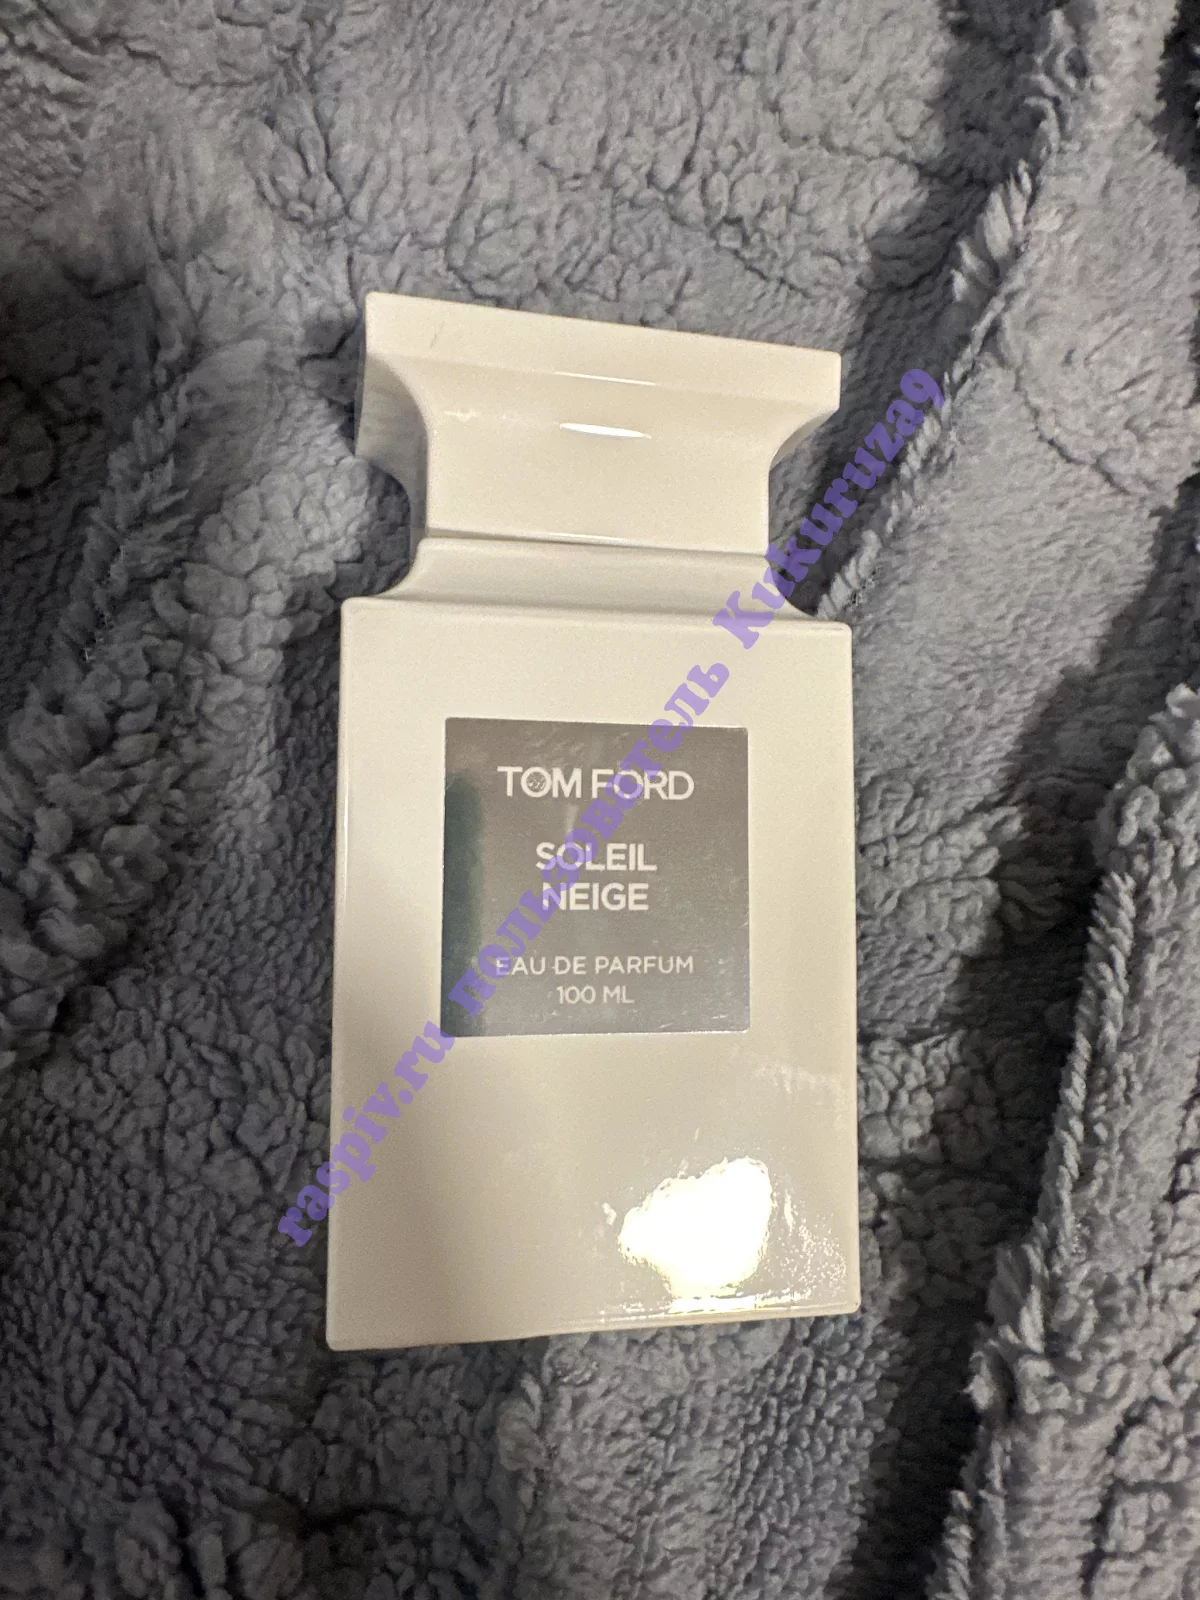 TOM FORD
SOLEIL
NEIGE
EAU DE PARFUM
100 ML
raspiv.ru пользователь Kukuruza9